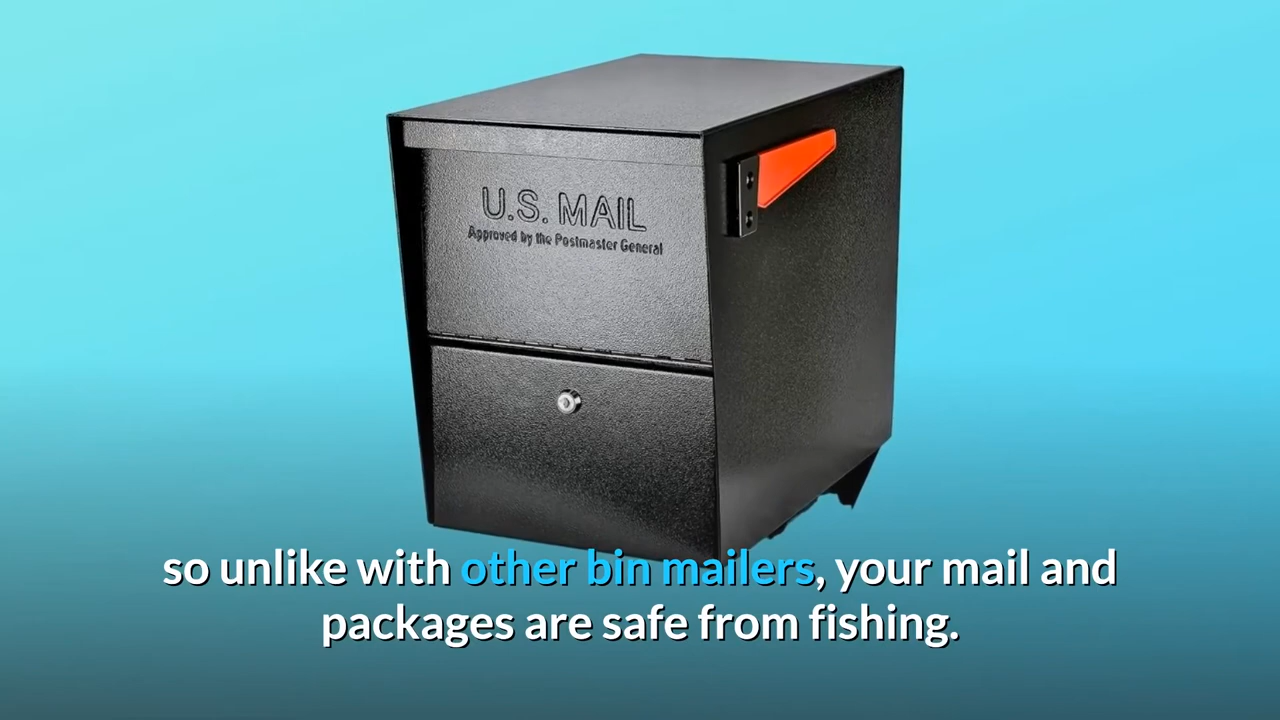 U.S. MAIL
Approved by the Postmaster General
so unlike with other bin mailers, your mail and
packages are safe from fishing.